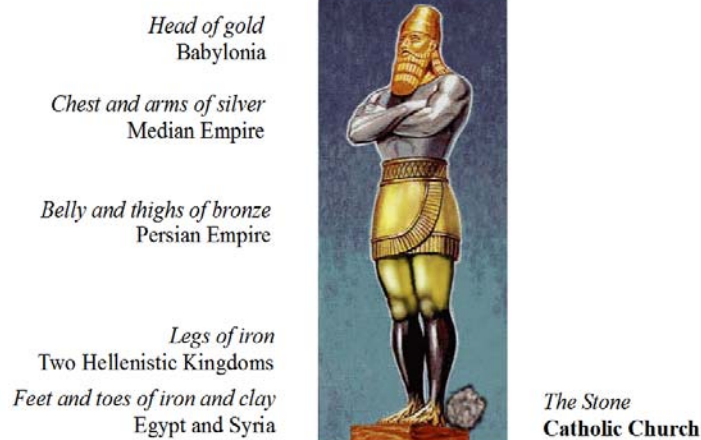 Head of gold
Babylonia
Chest and arms of silver
Median Empire
Belly and thighs of bronze
Persian Empire
Legs of iron
Two Hellenistic Kingdoms
Feet and toes of iron and clay
Egypt and Syria
The Stone
Catholic Church